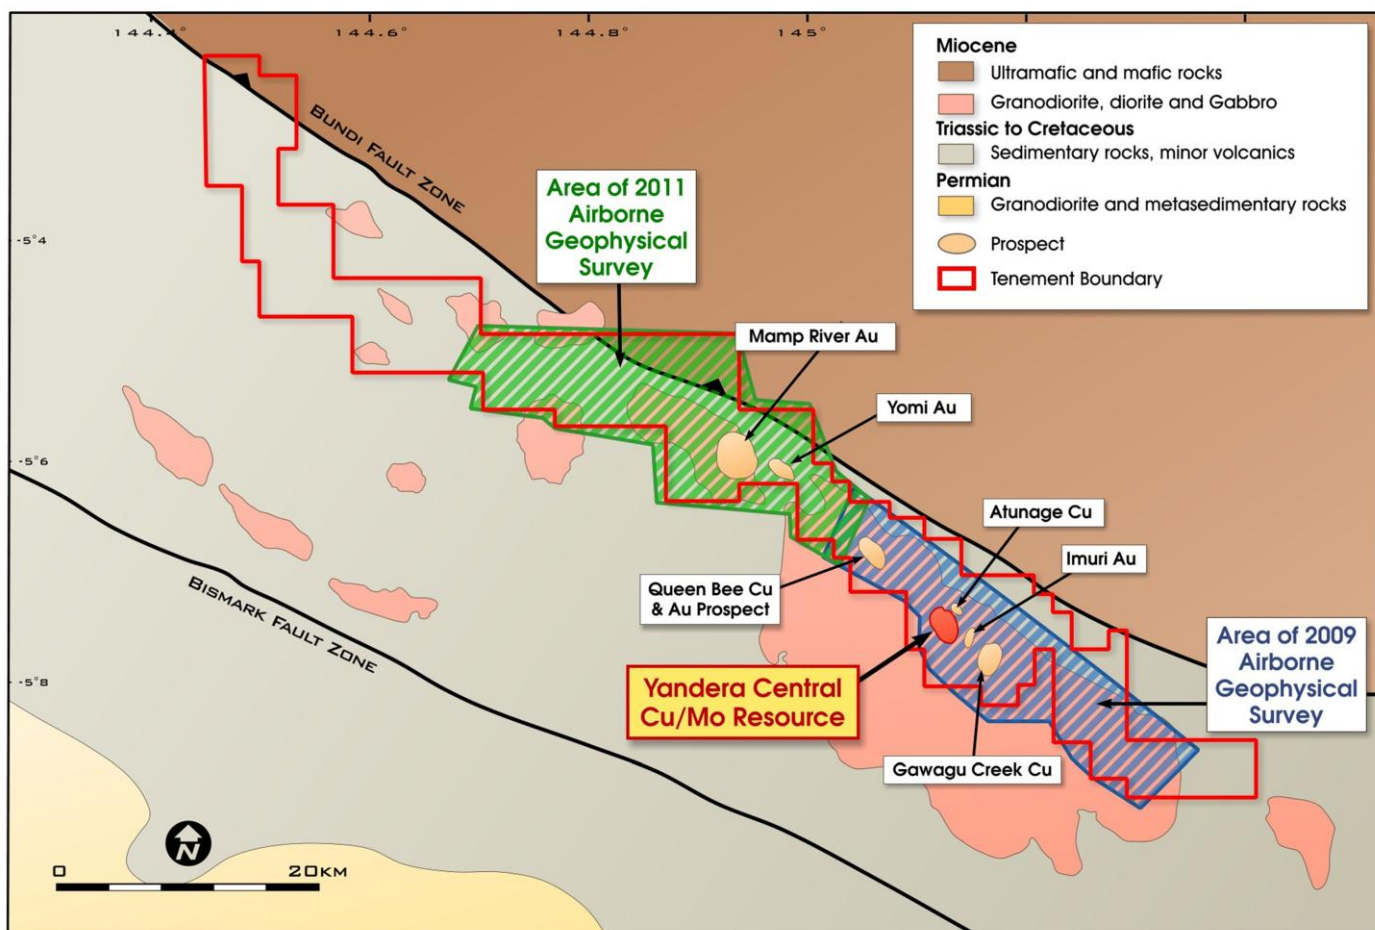 144.4°
144.6°
144.8°
145°
Miocene
Ultramafic and mafic rocks
Granodiorite, diorite and Gabbro
Triassic to Cretaceous
Sedimentary rocks, minor volcanics
Permian
Granodiorite and metasedimentary rocks
Prospect
Tenement Boundary
BUNDI FAULT ZONE
Area of 2011
Airborne
Geophysical
Survey
-5°4
Mamp River Au
Yomi Au
-5°6
Atunage Cu
Imuri Au
Queen Bee Cu
& Au Prospect
BISMARK FAULT ZONE
Area of 2009
Airborne
Geophysical
Survey
-5°8
Yandera Central
Cu/Mo Resource
Gawagu Creek Cu
N
0 20KM